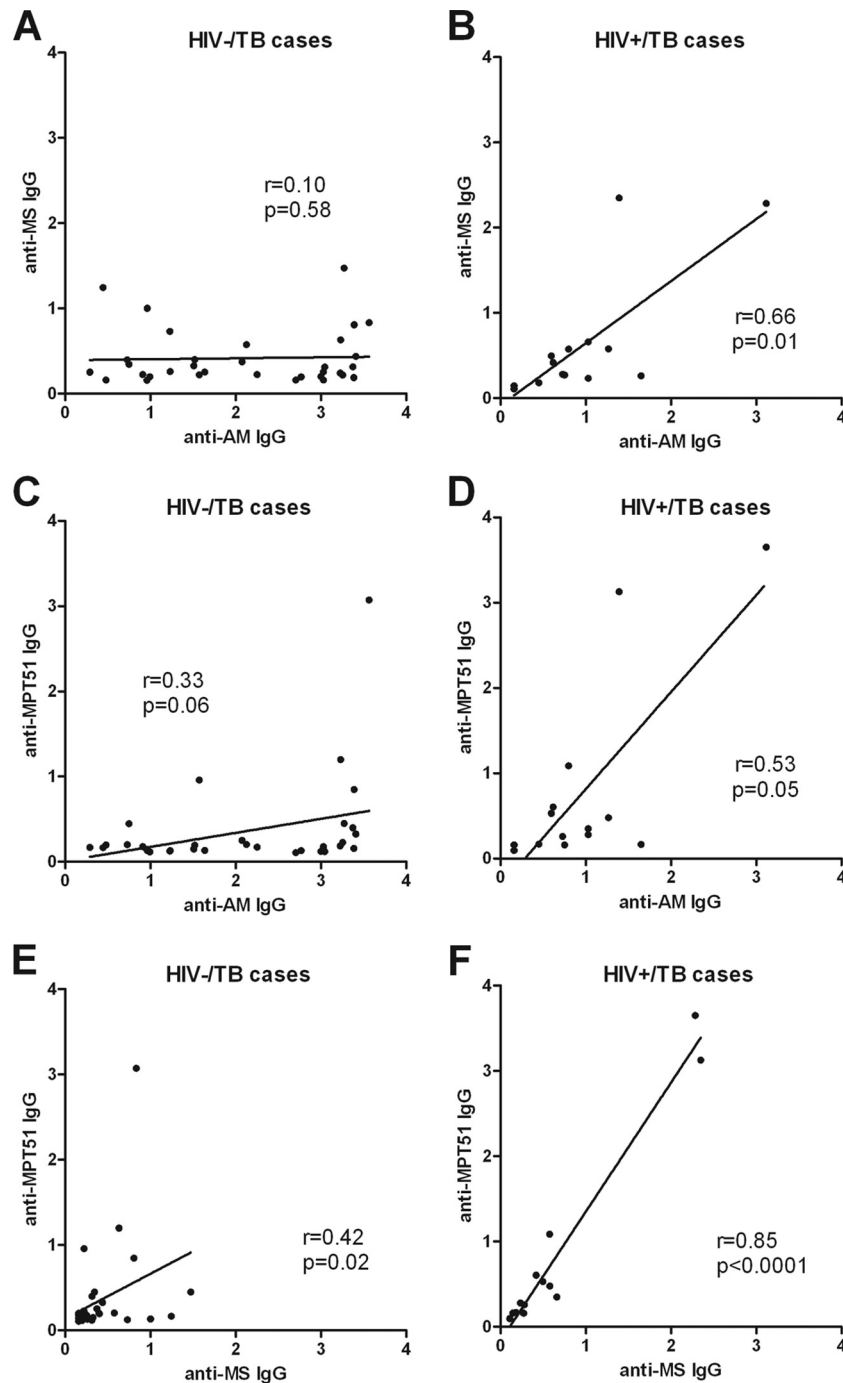 A
HIV-/TB cases
4
3
2
1
0
anti-MS IgG
r=0.10
p=0.58
0
1
2
3
4
anti-AM IgG
B
HIV+/TB cases
4
3
2
1
0
anti-MS IgG
r=0.66
p=0.01
0
1
2
3
4
anti-AM IgG
C
HIV-/TB cases
4
3
2
1
0
anti-MPT51 IgG
r=0.33
p=0.06
0
1
2
3
4
anti-AM IgG
D
HIV+/TB cases
4
3
2
1
0
anti-MPT51 IgG
r=0.53
p=0.05
0
1
2
3
4
anti-AM IgG
E
HIV-/TB cases
4
3
2
1
0
anti-MPT51 IgG
r=0.42
p=0.02
0
1
2
3
4
anti-MS IgG
F
HIV+/TB cases
4
3
2
1
0
anti-MPT51 IgG
r=0.85
p<0.0001
0
1
2
3
4
anti-MS IgG